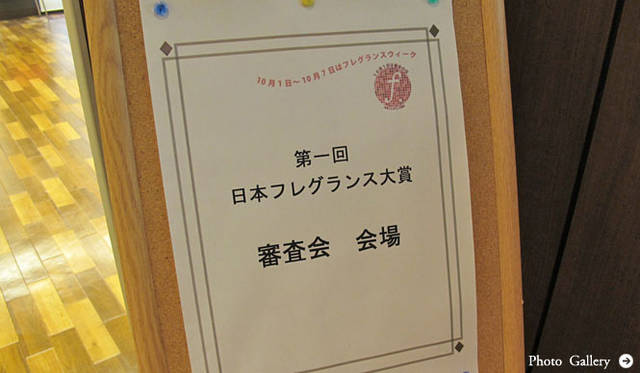 10月1日～10月7日はフレグランスウィーク
f.
第一回
日本フレグランス大賞
審査会 会場
Photo Gallery